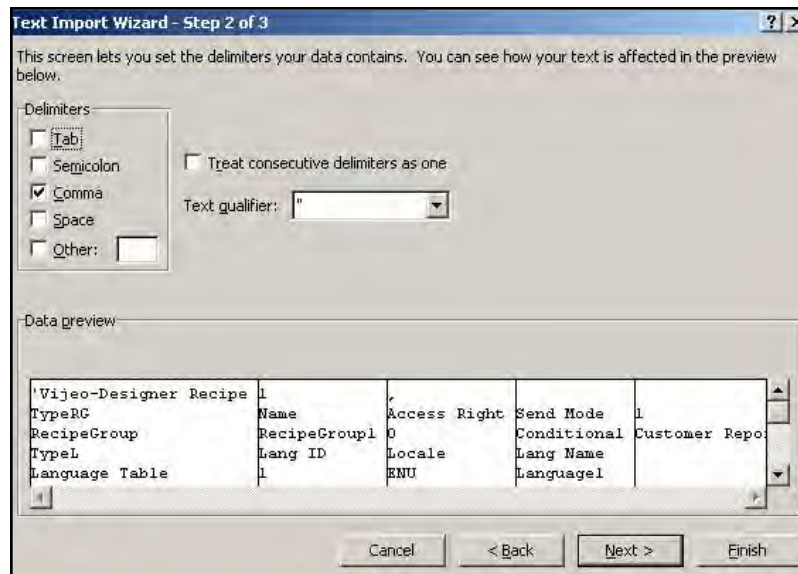 Text Import Wizard - Step 2 of 3
This screen lets you set the delimiters your data contains. You can see how your text is affected in the preview
below.
Delimiters
Tab
Semicolon
Comma
Space
Other:
Treat consecutive delimiters as one
Text qualifier: "
Data preview
'Vijeo-Designer Recipe 1 ,
TypeRG Name Access Right Send Mode 1
RecipeGroup RecipeGroup1 0 Conditional Customer Repo
TypeL Lang ID Locale Lang Name
Language Table 1 ENU Language1
Cancel < Back Next > Finish